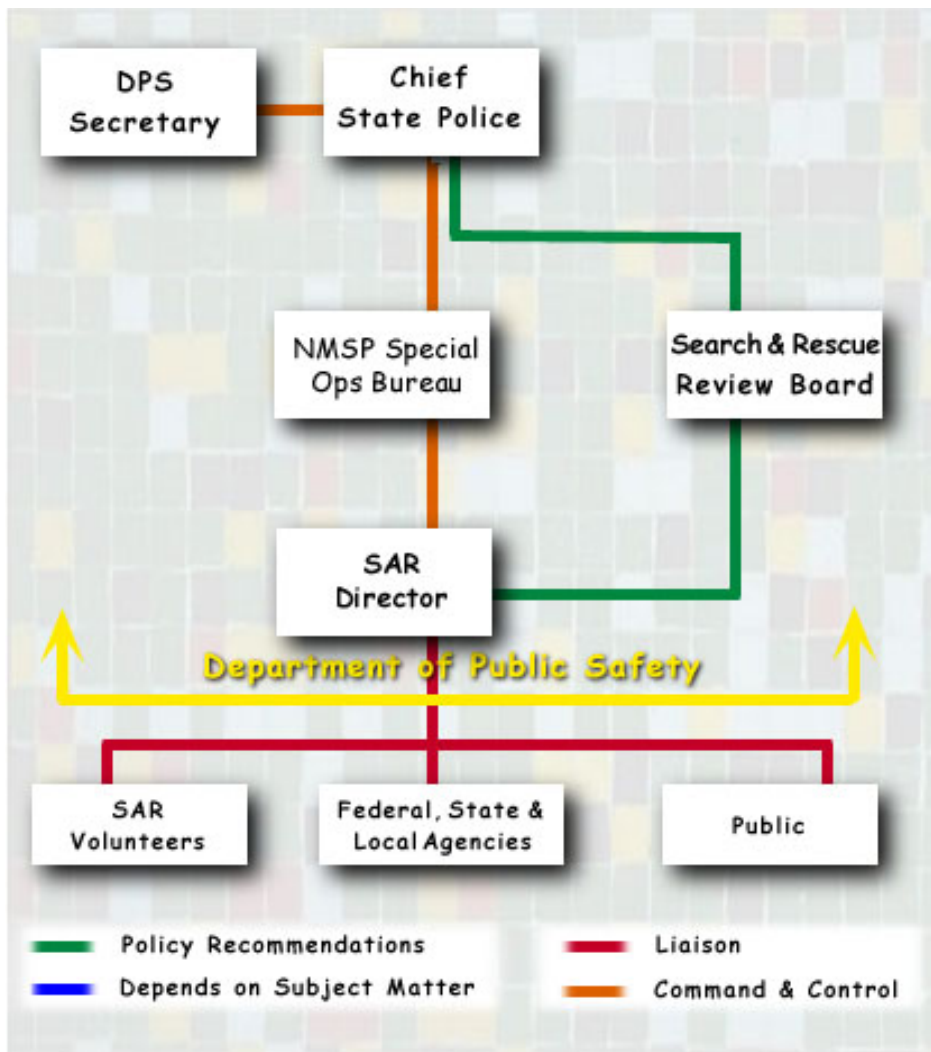 DPS
Secretary
Chief
State Police
NMSP Special
Ops Bureau
Search & Rescue
Review Board
SAR
Director
Department of Public Safety
SAR
Volunteers
Federal, State &
Local Agencies
Public
Policy Recommendations
Depends on Subject Matter
Liaison
Command & Control